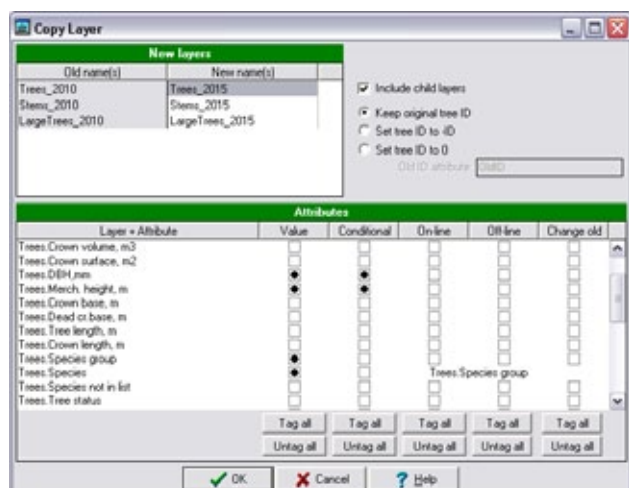 Copy Layer
New layers
Old name(s) New name(s)
Trees_2010 Trees_2015
Stems_2010 Stems_2015
LargeTrees_2010 LargeTrees_2015
Include child layers
Keep original tree ID
Set tree ID to -ID
Set tree ID to 0
Old ID attribute OldID
Attributes
Layer + Attribute Value Conditional On-line Off-line Change old
Trees.Crown volume, m3
Trees.Crown surface, m2
Trees.DBH,mm
Trees.Merch. height, m
Trees.Crown base, m
Trees.Dead cr.base, m
Trees.Tree length, m
Trees.Crown length, m
Trees.Species group
Trees.Species Trees.Species group
Trees.Species not in list
Trees.Tree status
Tag all Tag all Tag all Tag all Tag all
Untag all Untag all Untag all Untag all Untag all
OK Cancel Help